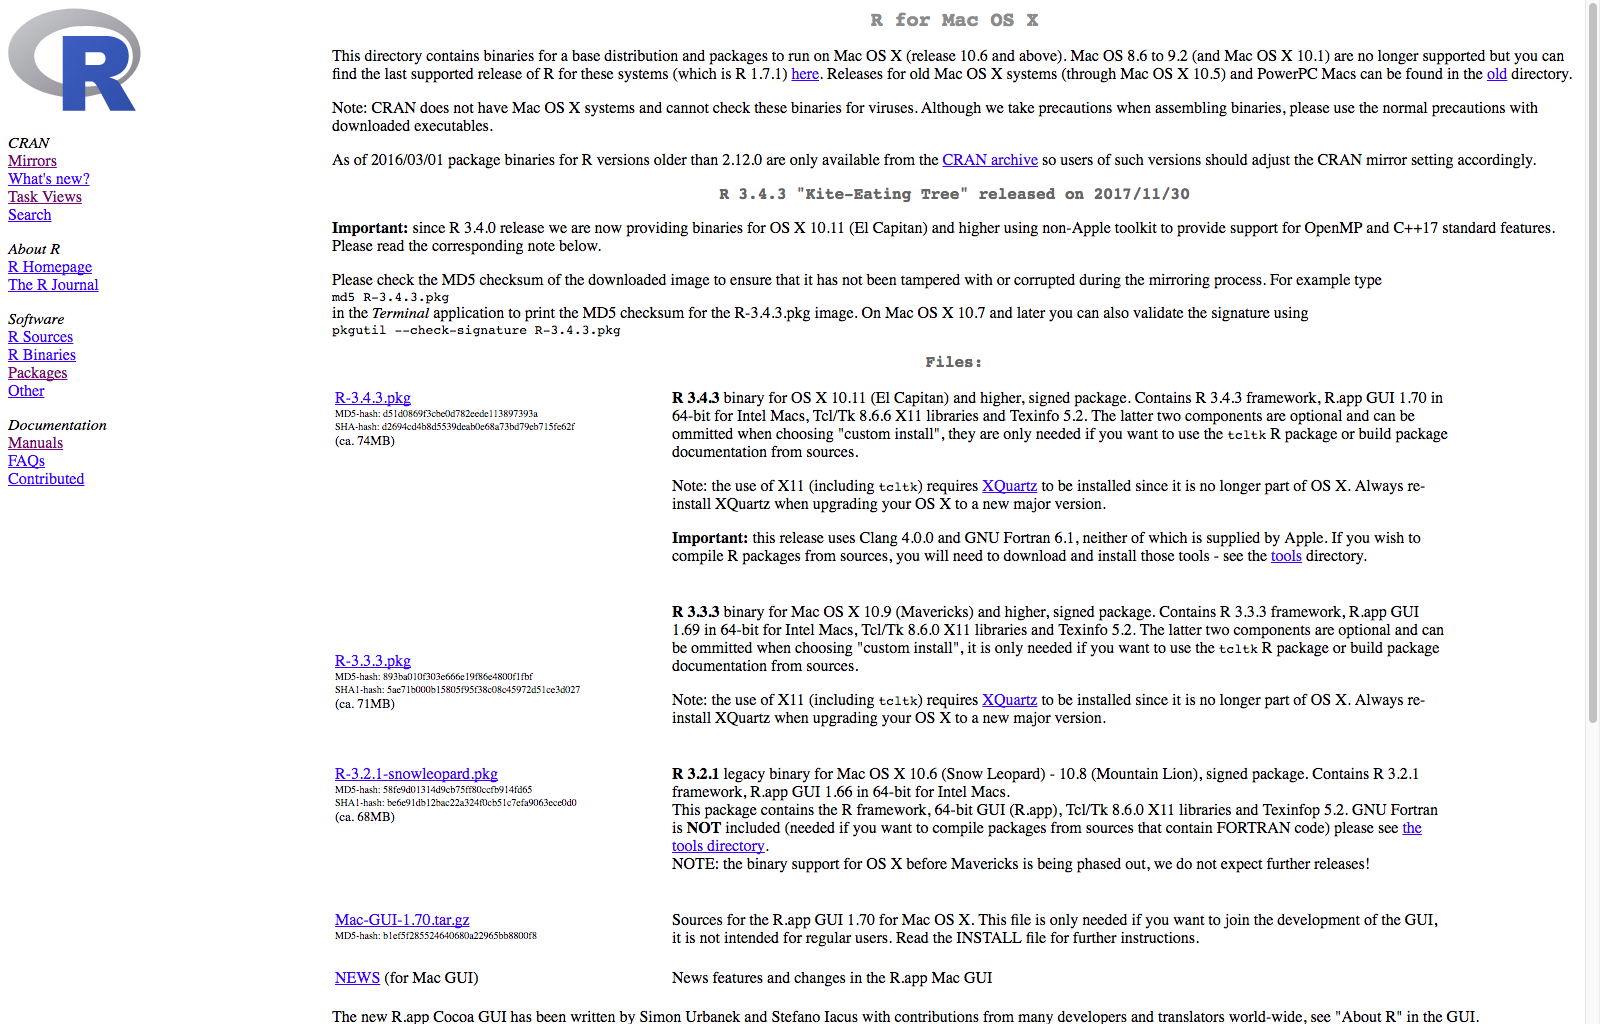 R
CRAN
Mirrors
What's new?
Task Views
Search
About R
R Homepage
The R Journal
Software
R Sources
R Binaries
Packages
Other
Documentation
Manuals
FAQs
Contributed
R for Mac OS X
This directory contains binaries for a base distribution and packages to run on Mac OS X (release 10.6 and above). Mac OS 8.6 to 9.2 (and Mac OS X 10.1) are no longer supported but you can
find the last supported release of R for these systems (which is R 1.7.1) here. Releases for old Mac OS X systems (through Mac OS X 10.5) and PowerPC Macs can be found in the old directory.
Note: CRAN does not have Mac OS X systems and cannot check these binaries for viruses. Although we take precautions when assembling binaries, please use the normal precautions with
downloaded executables.
As of 2016/03/01 package binaries for R versions older than 2.12.0 are only available from the CRAN archive so users of such versions should adjust the CRAN mirror setting accordingly.
R 3.4.3 "Kite-Eating Tree" released on 2017/11/30
Important: since R 3.4.0 release we are now providing binaries for OS X 10.11 (El Capitan) and higher using non-Apple toolkit to provide support for OpenMP and C++17 standard features.
Please read the corresponding note below.
Please check the MD5 checksum of the downloaded image to ensure that it has not been tampered with or corrupted during the mirroring process. For example type
md5 R-3.4.3.pkg
in the Terminal application to print the MD5 checksum for the R-3.4.3.pkg image. On Mac OS X 10.7 and later you can also validate the signature using
pkgutil --check-signature R-3.4.3.pkg
Files:
R-3.4.3.pkg
MD5-hash: d51d0869f3cbe0d782eede113897393a
SHA-hash: d2694cd4b8d5539deab0e68a73bd79eb715fe62f
(ca. 74MB)
R 3.4.3 binary for OS X 10.11 (El Capitan) and higher, signed package. Contains R 3.4.3 framework, R.app GUI 1.70 in
64-bit for Intel Macs, Tcl/Tk 8.6.6 X11 libraries and Texinfo 5.2. The latter two components are optional and can be
ommitted when choosing "custom install", they are only needed if you want to use the tcltk R package or build package
documentation from sources.
Note: the use of X11 (including tcltk) requires XQuartz to be installed since it is no longer part of OS X. Always re-
install XQuartz when upgrading your OS X to a new major version.
Important: this release uses Clang 4.0.0 and GNU Fortran 6.1, neither of which is supplied by Apple. If you wish to
compile R packages from sources, you will need to download and install those tools - see the tools directory.
R-3.3.3.pkg
MD5-hash: 893ba010f303e666e19f86e4800f1fbf
SHA1-hash: 5ae71b000b15805f95f38c08c45972d51ce3d027
(ca. 71MB)
R 3.3.3 binary for Mac OS X 10.9 (Mavericks) and higher, signed package. Contains R 3.3.3 framework, R.app GUI
1.69 in 64-bit for Intel Macs, Tcl/Tk 8.6.0 X11 libraries and Texinfo 5.2. The latter two components are optional and can
be ommitted when choosing "custom install", it is only needed if you want to use the tcltk R package or build package
documentation from sources.
Note: the use of X11 (including tcltk) requires XQuartz to be installed since it is no longer part of OS X. Always re-
install XQuartz when upgrading your OS X to a new major version.
R-3.2.1-snowleopard.pkg
MD5-hash: 58fe9d01314d9cb75ff80ccfb914fd65
SHA1-hash: be6e91db12bac22a324f0cb51c7efa9063ece0d0
(ca. 68MB)
R 3.2.1 legacy binary for Mac OS X 10.6 (Snow Leopard) - 10.8 (Mountain Lion), signed package. Contains R 3.2.1
framework, R.app GUI 1.66 in 64-bit for Intel Macs.
This package contains the R framework, 64-bit GUI (R.app), Tcl/Tk 8.6.0 X11 libraries and Texinfop 5.2. GNU Fortran
is NOT included (needed if you want to compile packages from sources that contain FORTRAN code) please see the
tools directory.
NOTE: the binary support for OS X before Mavericks is being phased out, we do not expect further releases!
Mac-GUI-1.70.tar.gz
MD5-hash: b1ef5f285524640680a22965bb8800f8
Sources for the R.app GUI 1.70 for Mac OS X. This file is only needed if you want to join the development of the GUI,
it is not intended for regular users. Read the INSTALL file for further instructions.
NEWS (for Mac GUI)
News features and changes in the R.app Mac GUI
The new R.app Cocoa GUI has been written by Simon Urbanek and Stefano Iacus with contributions from many developers and translators world-wide, see "About R" in the GUI.